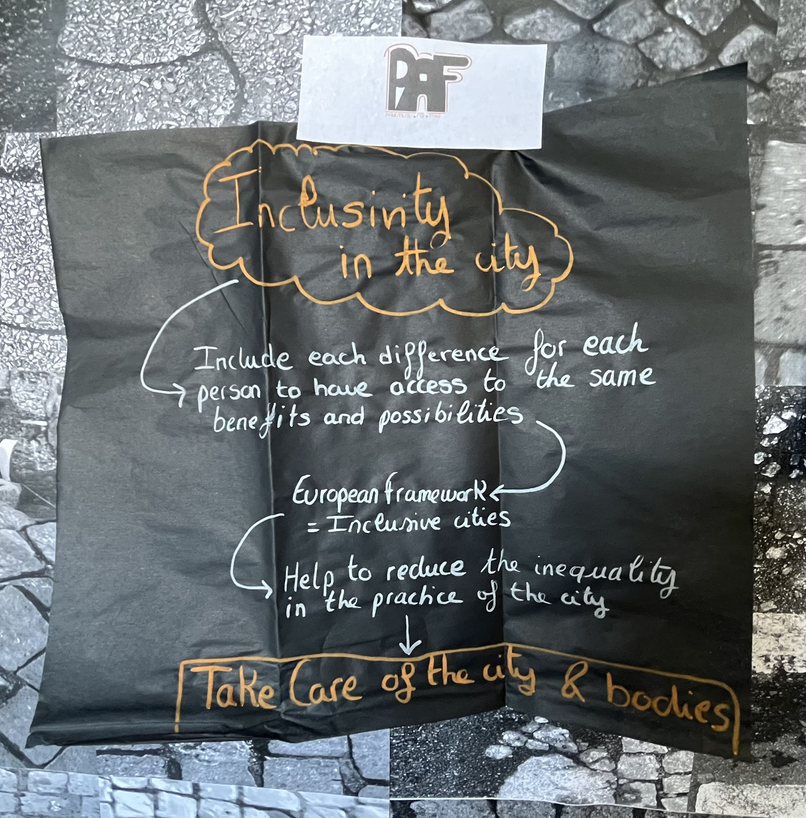 PAF
Inclusivity
in the city
Include each difference for each
person to have access to the same
benefits and possibilities
European framework
= Inclusive cities
Help to reduce the inequality
in the practice of the city
Take Care of the city & bodies